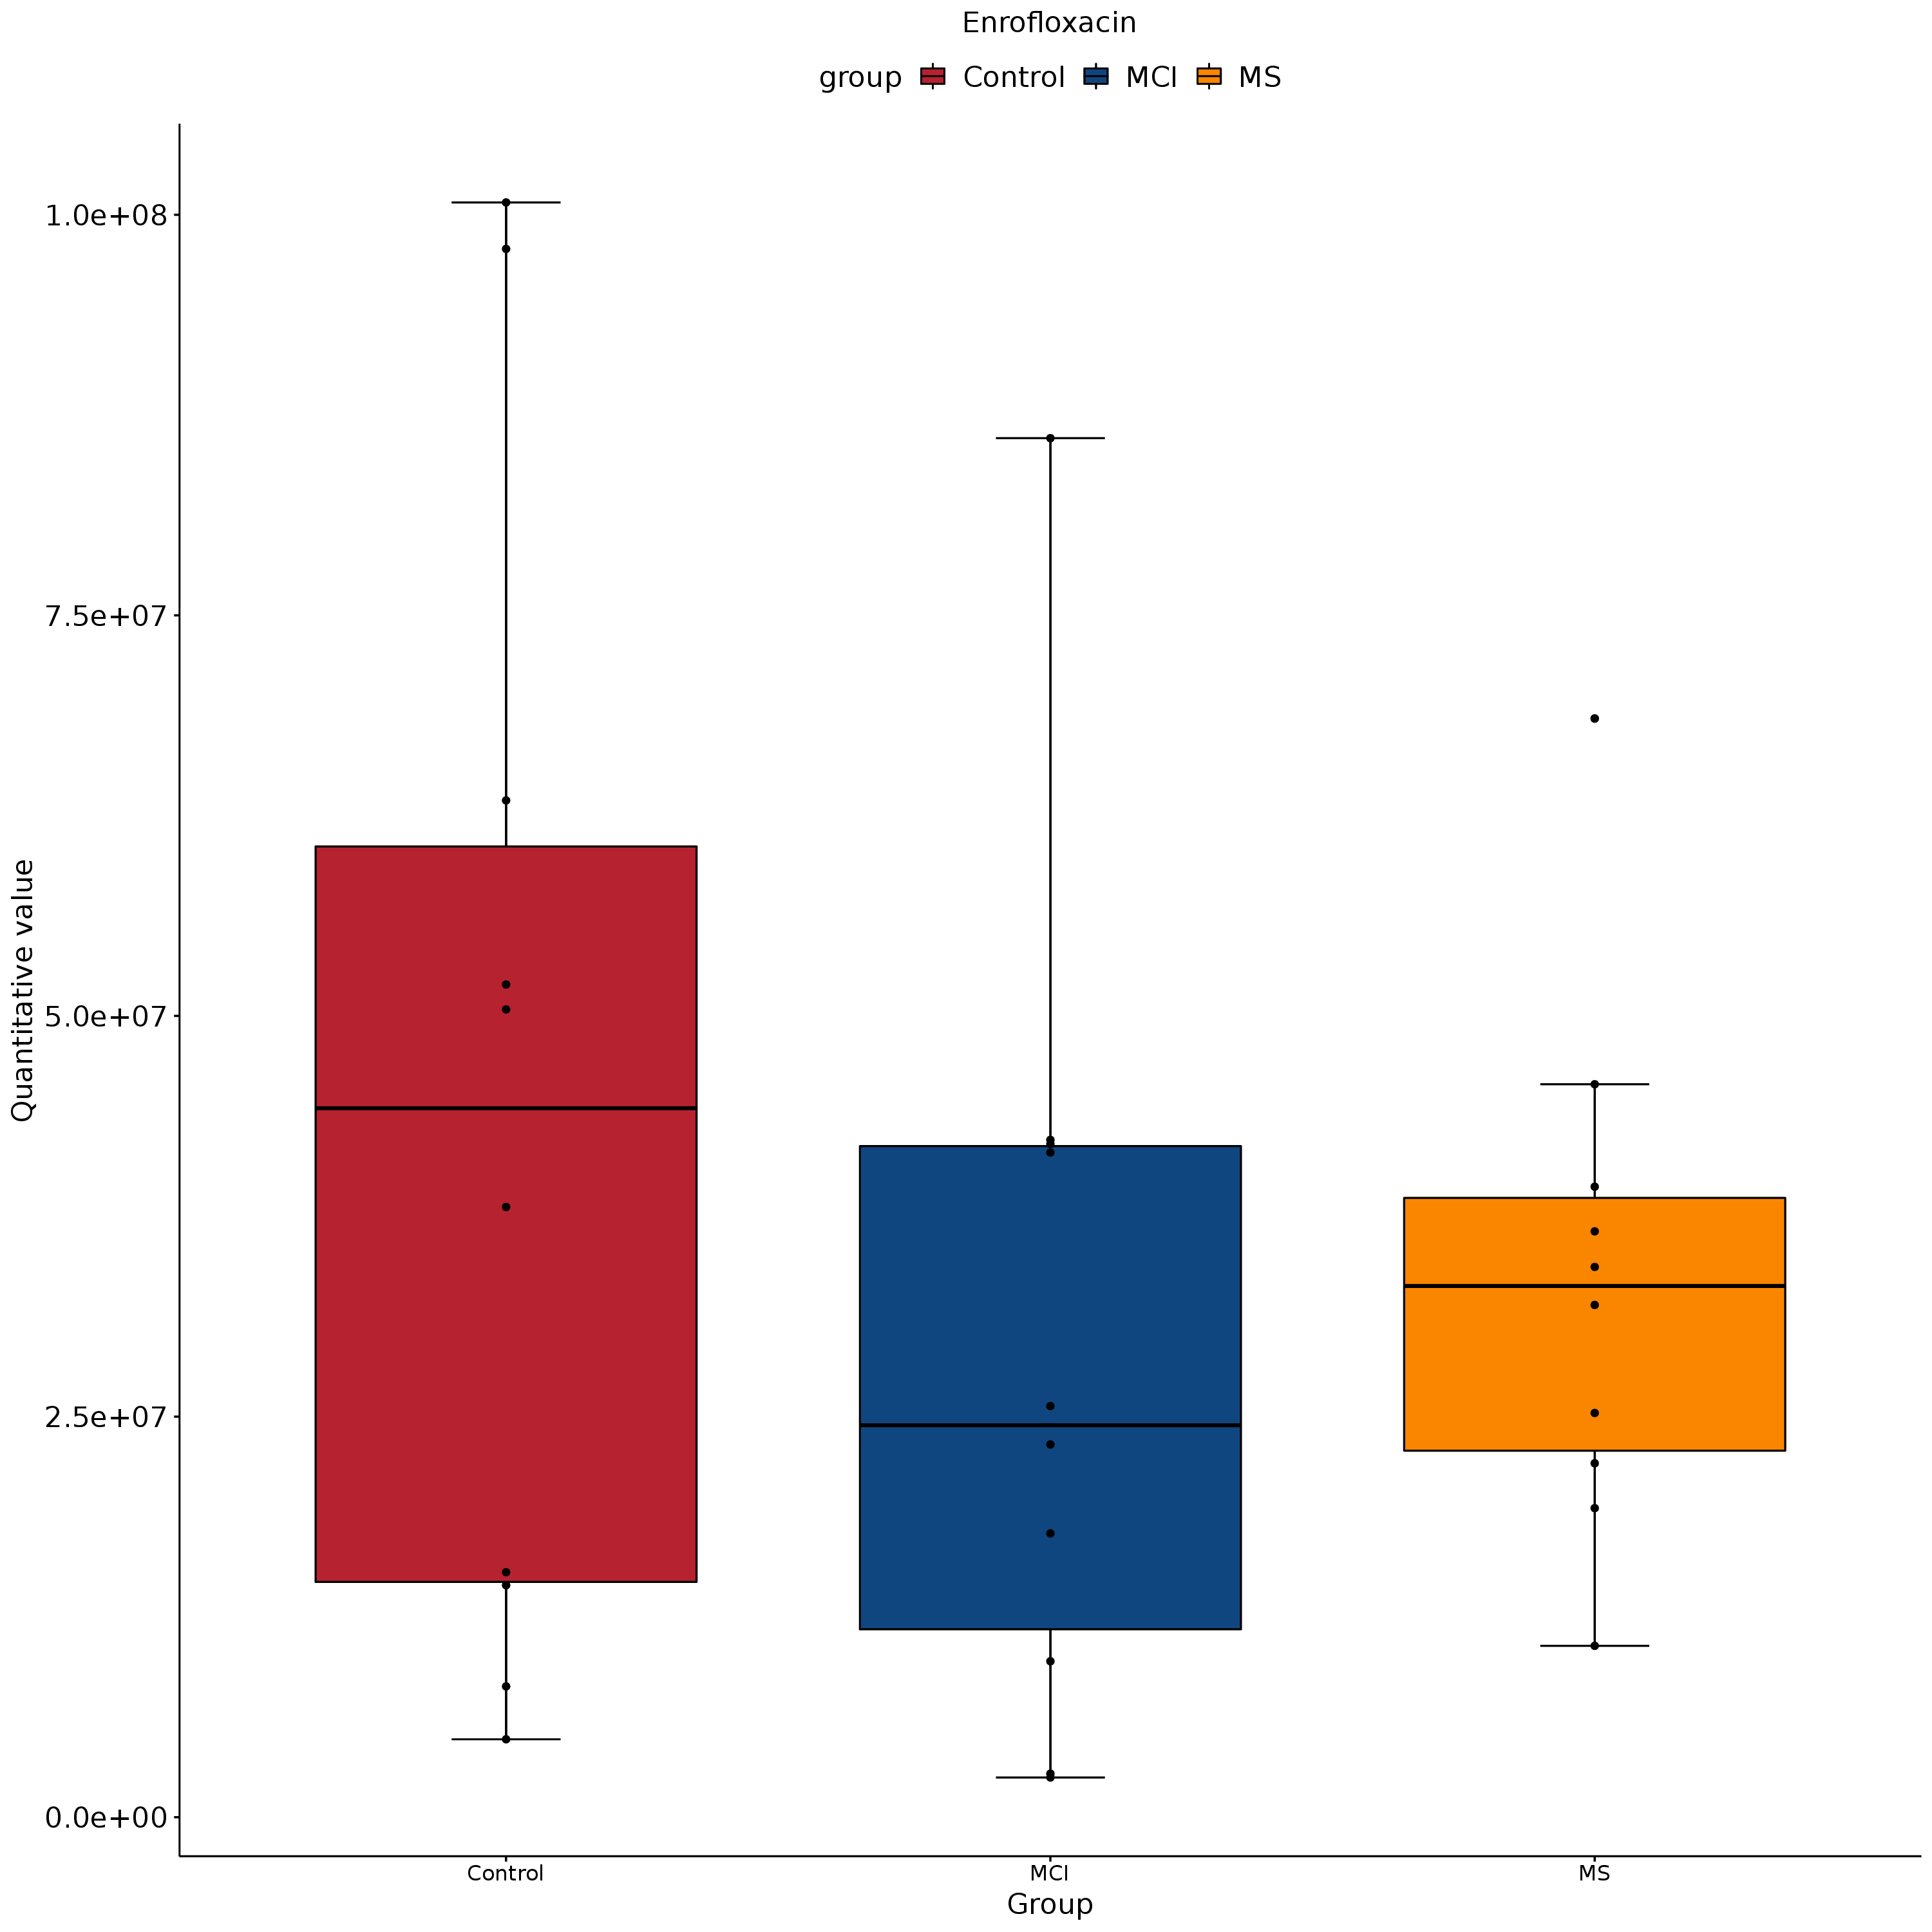 Enrofloxacin
group Control MCI MS
Quantitative value
1.0e+08
7.5e+07
5.0e+07
2.5e+07
0.0e+00
Control MCI MS
Group